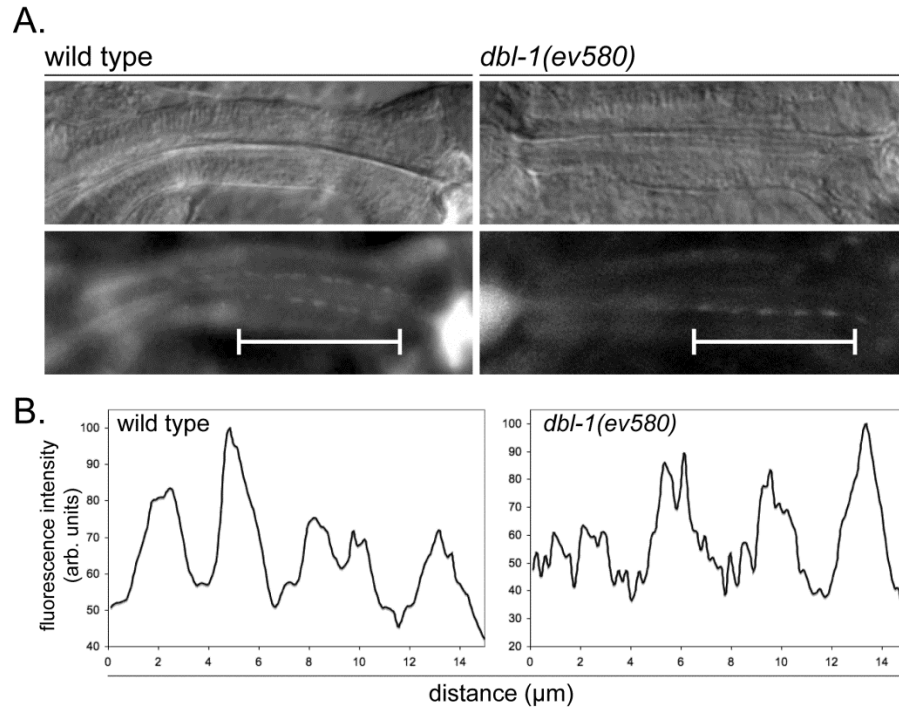 A.
wild type
dbl-1(ev580)
B.
wild type
dbl-1(ev580)
fluorescence intensity
(arb. units)
100
90
80
70
60
50
40
0 2 4 6 8 10 12 14
100
90
80
70
60
50
40
30
20
0 2 4 6 8 10 12 14
distance (µm)